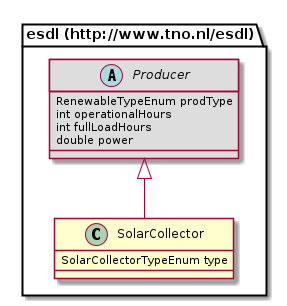 esdl (http://www.tno.nl/esdl)
A Producer
RenewableTypeEnum prodType
int operationalHours
int fullLoadHours
double power
C SolarCollector
SolarCollectorTypeEnum type